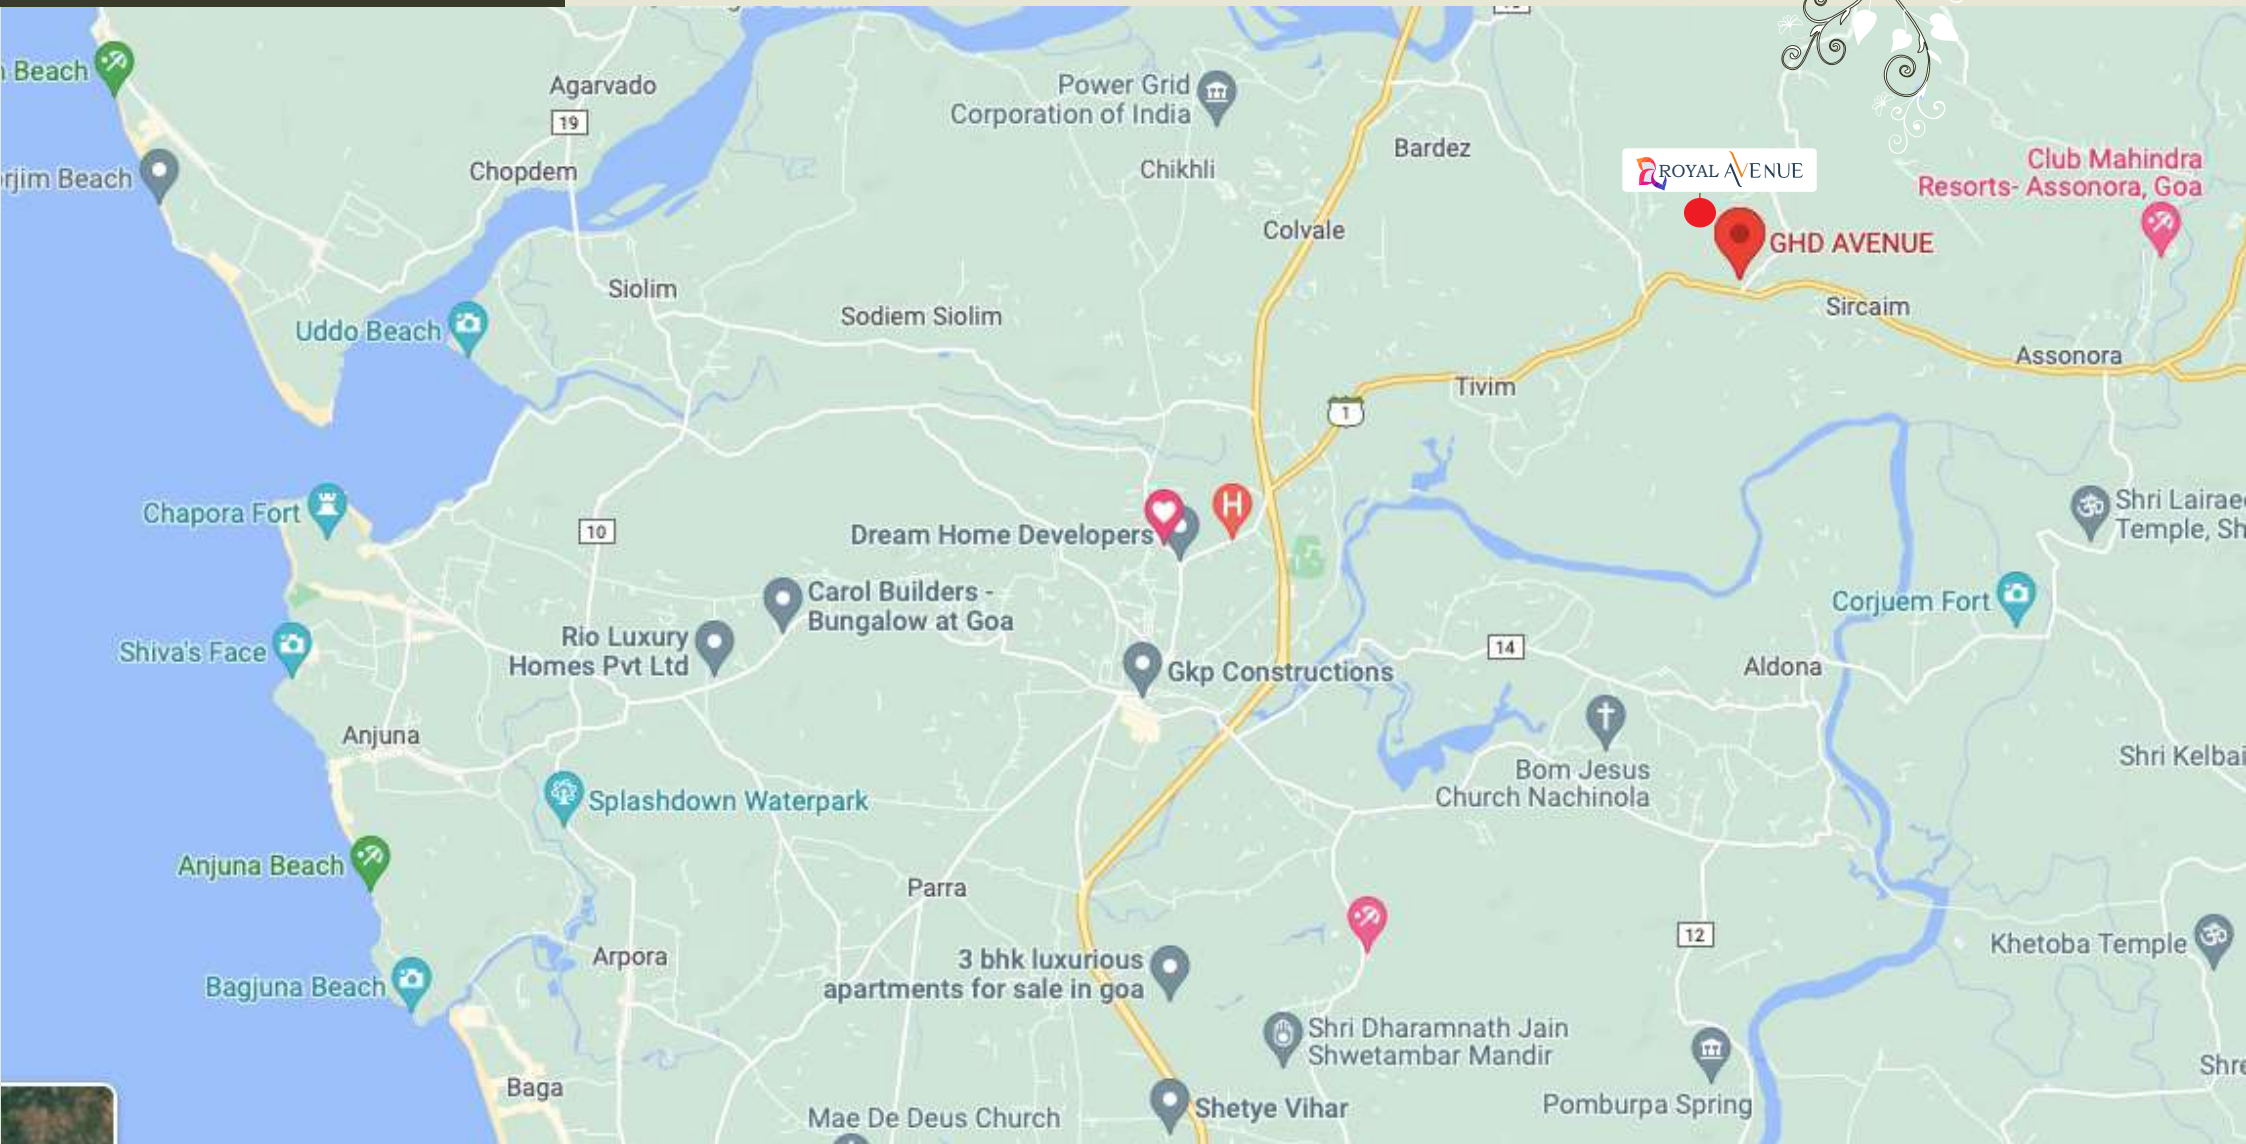 Beach
Agarvado
19
Power Grid
Corporation of India
Bardez
Chopdem
Chikhli
ROYAL AVENUE
Club Mahindra
Resorts- Assonora, Goa
rjim Beach
Colvale
GHD AVENUE
Siolim
Sodiem Siolim
Sircaim
Uddo Beach
Assonora
Tivim
1
Chapora Fort
10
Dream Home Developers
H
Shri Lairae
Temple, Sh
Carol Builders -
Bungalow at Goa
Corjuem Fort
Rio Luxury
Homes Pvt Ltd
Shiva's Face
14
Aldona
Gkp Constructions
Anjuna
Shri Kelbai
Bom Jesus
Church Nachinola
Splashdown Waterpark
Anjuna Beach
Parra
12
Khetoba Temple
Arpora
3 bhk luxurious
apartments for sale in goa
Bagjuna Beach
Shri Dharamnath Jain
Shwetambar Mandir
Shre
Baga
Mae De Deus Church
Shetye Vihar
Pomburpa Spring